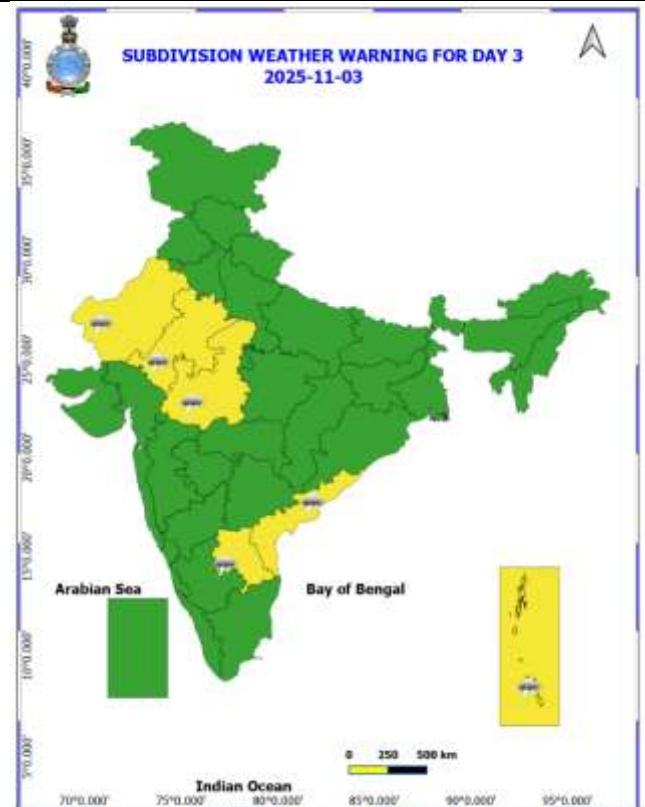 SUBDIVISION WEATHER WARNING FOR DAY 3
2025-11-03
40°0.000'
35°0.000'
30°0.000'
25°0.000'
20°0.000'
15°0.000'
10°0.000'
5°0.000'
Arabian Sea
Bay of Bengal
0 250 500 km
Indian Ocean
70°0.000' 75°0.000' 80°0.000' 85°0.000' 90°0.000' 95°0.000'